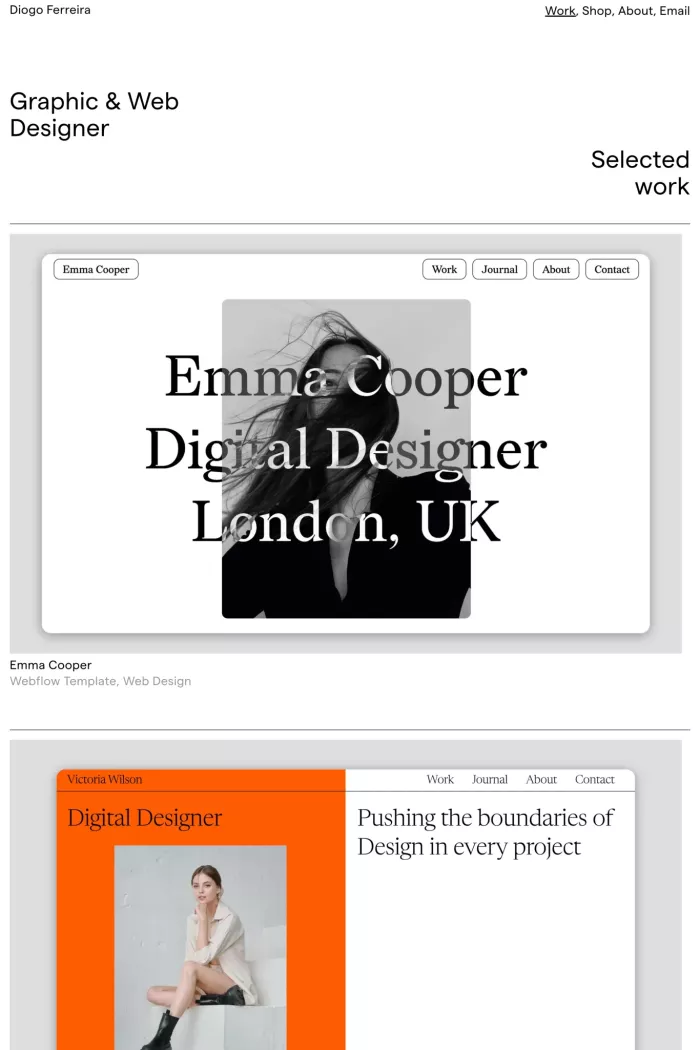 Diogo Ferreira
Work, Shop, About, Email
Graphic & Web
Designer
Selected
work
Emma Cooper
Work
Journal
About
Contact
Emma Cooper
Digital Designer
London, UK
Emma Cooper
Webflow Template, Web Design
Victoria Wilson
Work
Journal
About
Contact
Digital Designer
Pushing the boundaries of
Design in every project